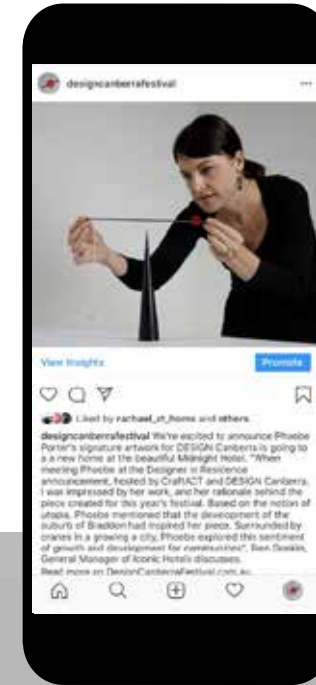 designcanberrafestival
View Insights
Promote
Liked by rachael_at_home and others
designcanberrafestival We're excited to announce Phoebe
Porter's signature artwork for DESIGN Canberra is going to
a a new home at the beautiful Midnight Hotel. "When
meeting Phoebe at the Designer in Residence
announcement, hosted by CraftACT and DESIGN Canberra,
I was impressed by her work, and her rationale behind the
piece created for this year's festival. Based on the notion of
utopia, Phoebe mentioned that the development of the
suburb of Braddon had inspired her piece. Surrounded by
cranes in a growing a city, Phoebe explored this sentiment
of growth and development for communities",
General Manager of Iconic Hotels discusses.
Read more on DesignCanberraFestival.com.au